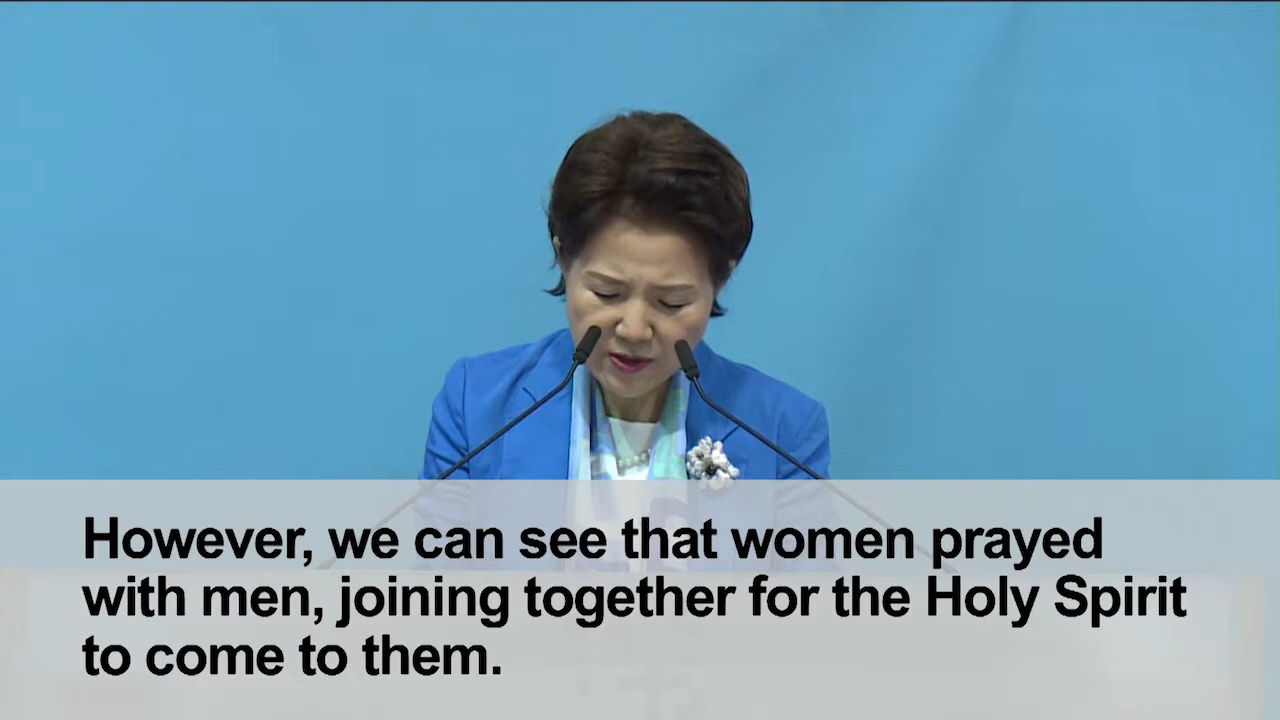 However, we can see that women prayed
with men, joining together for the Holy Spirit
to come to them.